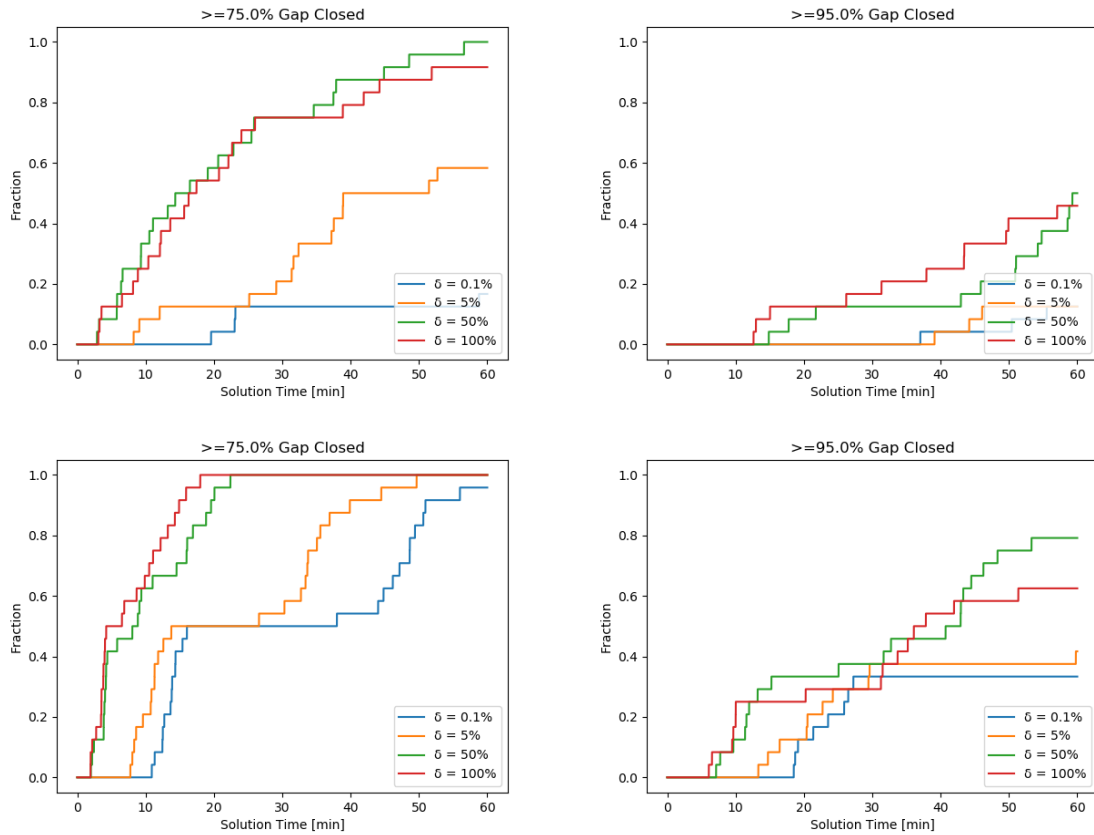 >=75.0% Gap Closed
1.0
0.8
0.6
0.4
0.2
0.0
Fraction
0
10
20
30
40
50
60
Solution Time [min]
δ = 0.1%
δ = 5%
δ = 50%
δ = 100%
>=95.0% Gap Closed
1.0
0.8
0.6
0.4
0.2
0.0
Fraction
0
10
20
30
40
50
60
Solution Time [min]
δ = 0.1%
δ = 5%
δ = 50%
δ = 100%
>=75.0% Gap Closed
1.0
0.8
0.6
0.4
0.2
0.0
Fraction
0
10
20
30
40
50
60
Solution Time [min]
δ = 0.1%
δ = 5%
δ = 50%
δ = 100%
>=95.0% Gap Closed
1.0
0.8
0.6
0.4
0.2
0.0
Fraction
0
10
20
30
40
50
60
Solution Time [min]
δ = 0.1%
δ = 5%
δ = 50%
δ = 100%